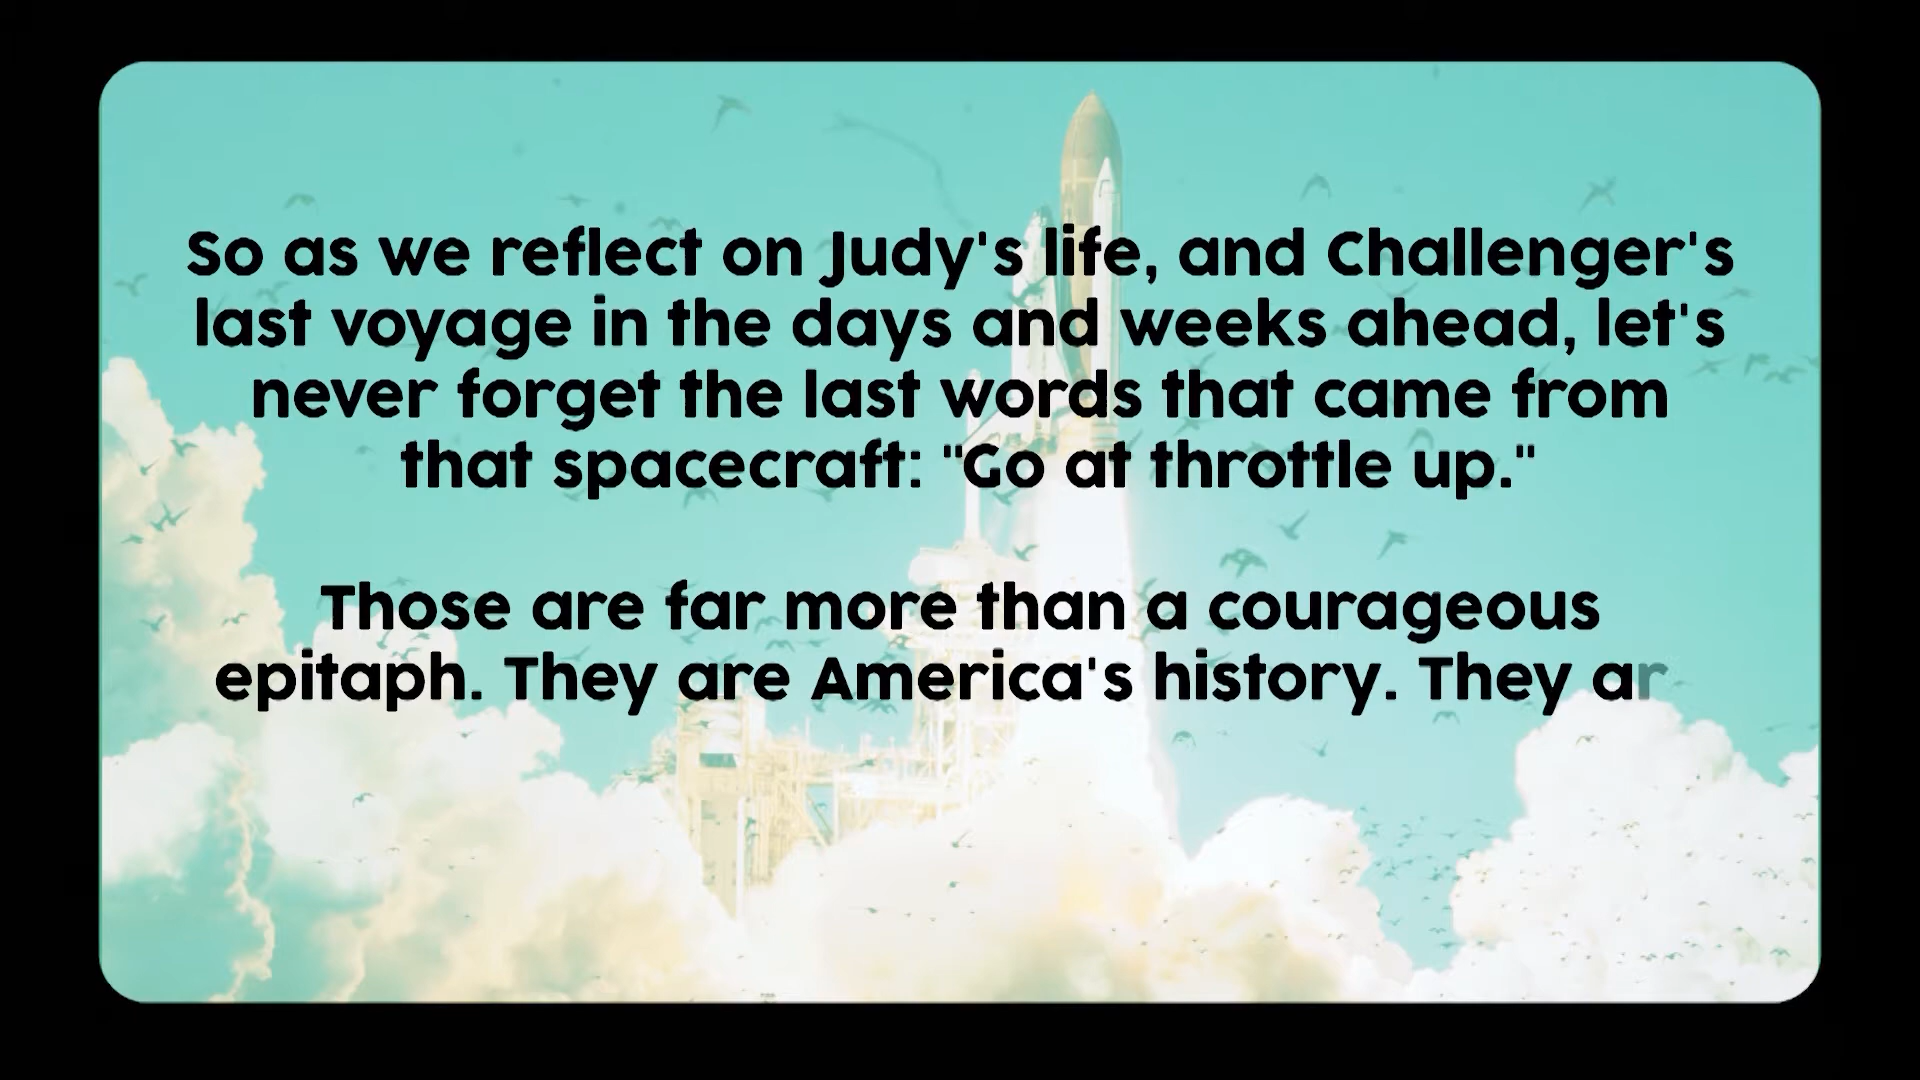 So as we reflect on Judy's life, and Challenger's
last voyage in the days and weeks ahead, let's
never forget the last words that came from
that spacecraft: "Go at throttle up."
Those are far more than a courageous
epitaph. They are America's history. They ar